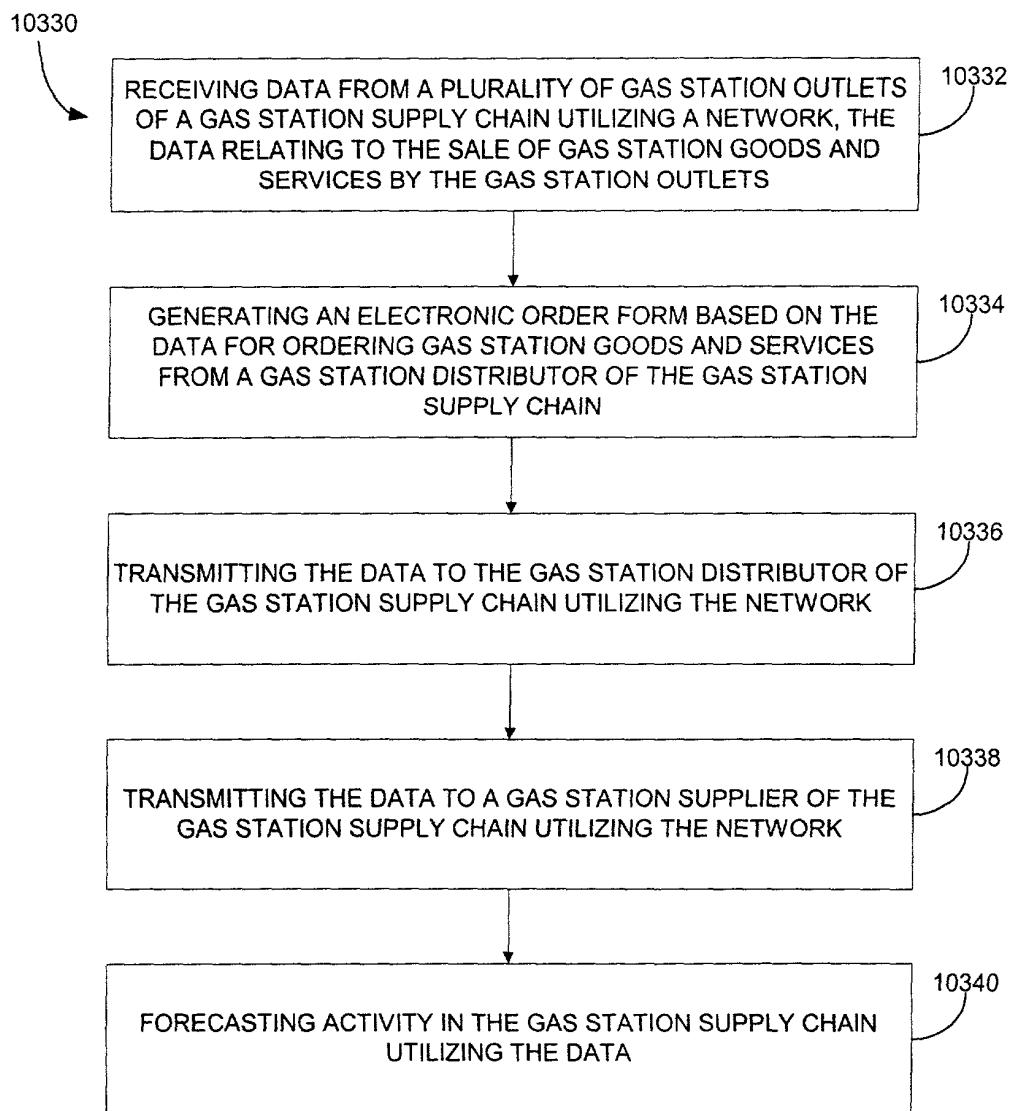 10330
RECEIVING DATA FROM A PLURALITY OF GAS STATION OUTLETS
OF A GAS STATION SUPPLY CHAIN UTILIZING A NETWORK, THE
DATA RELATING TO THE SALE OF GAS STATION GOODS AND
SERVICES BY THE GAS STATION OUTLETS
10332
GENERATING AN ELECTRONIC ORDER FORM BASED ON THE
DATA FOR ORDERING GAS STATION GOODS AND SERVICES
FROM A GAS STATION DISTRIBUTOR OF THE GAS STATION
SUPPLY CHAIN
10334
TRANSMITTING THE DATA TO THE GAS STATION DISTRIBUTOR OF
THE GAS STATION SUPPLY CHAIN UTILIZING THE NETWORK
10336
TRANSMITTING THE DATA TO A GAS STATION SUPPLIER OF THE
GAS STATION SUPPLY CHAIN UTILIZING THE NETWORK
10338
FORECASTING ACTIVITY IN THE GAS STATION SUPPLY CHAIN
UTILIZING THE DATA
10340